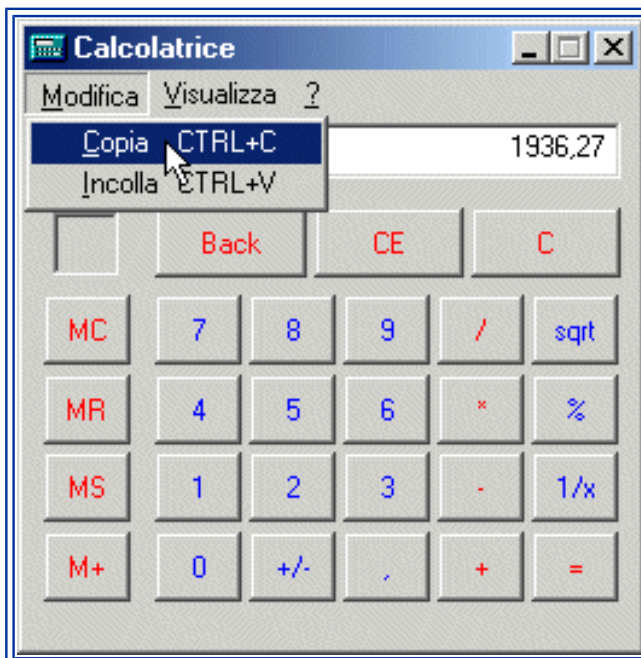 Calcolatrice
Modifica Visualizza ?
Copia CTRL+C 1936,27
Incolla CTRL+V
Back CE C
MC 7 8 9 / sqrt
MR 4 5 6 * %
MS 1 2 3 - 1/x
M+ 0 +/- , + =